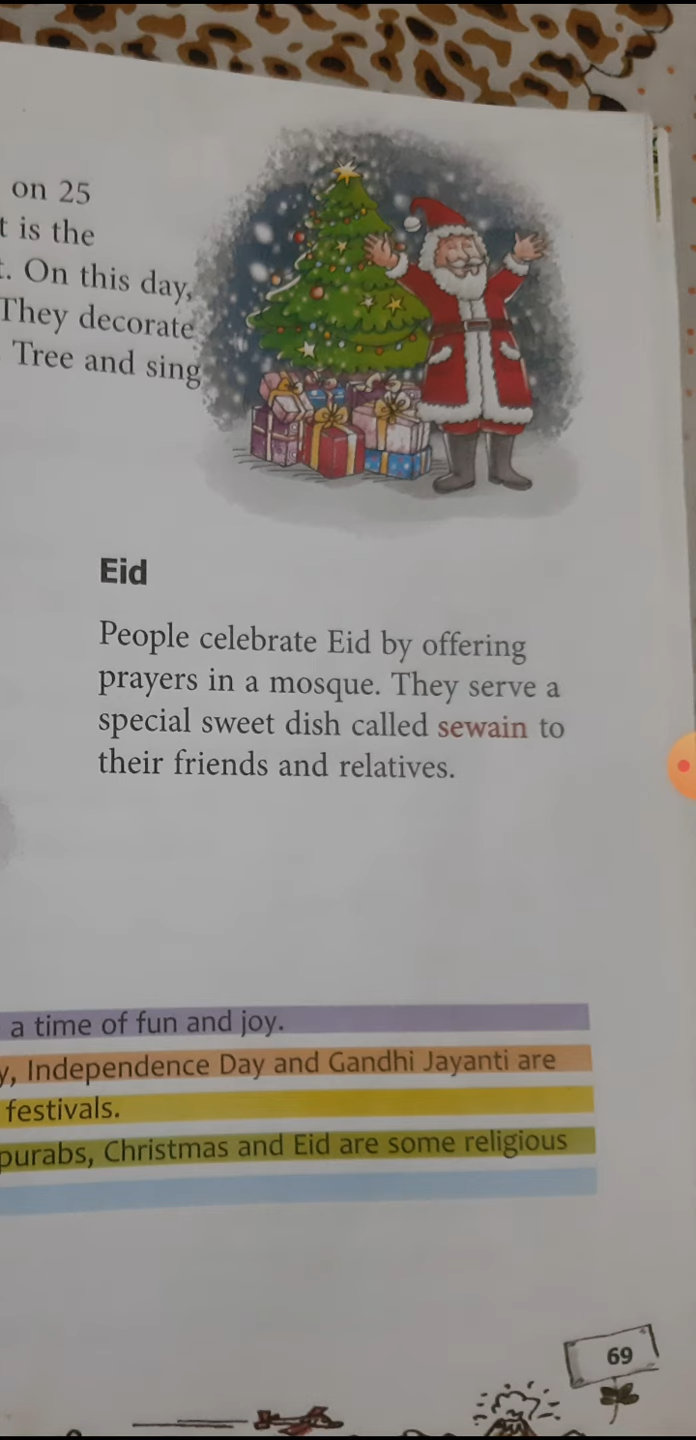 on 25
t is the
. On this day,
They decorate
Tree and sing
Eid
People celebrate Eid by offering
prayers in a mosque. They serve a
special sweet dish called sewain to
their friends and relatives.
a time of fun and joy.
y, Independence Day and Gandhi Jayanti are
festivals.
purabs, Christmas and Eid are some religious
69